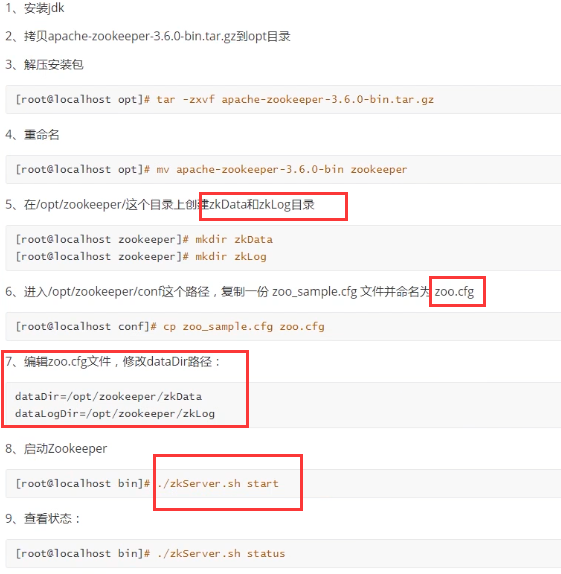 1、安装jdk
2、拷贝apache-zookeeper-3.6.0-bin.tar.gz到opt目录
3、解压安装包
[root@localhost opt]# tar -zxvf apache-zookeeper-3.6.0-bin.tar.gz
4、重命名
[root@localhost opt]# mv apache-zookeeper-3.6.0-bin zookeeper
5、在/opt/zookeeper/这个目录上创建zkData和zkLog目录
[root@localhost zookeeper]# mkdir zkData
[root@localhost zookeeper]# mkdir zkLog
6、进入/opt/zookeeper/conf这个路径，复制一份 zoo_sample.cfg 文件并命名为 zoo.cfg
[root@localhost conf]# cp zoo_sample.cfg zoo.cfg
7、编辑zoo.cfg文件，修改dataDir路径：
dataDir=/opt/zookeeper/zkData
dataLogDir=/opt/zookeeper/zkLog
8、启动Zookeeper
[root@localhost bin]# ./zkServer.sh start
9、查看状态：
[root@localhost bin]# ./zkServer.sh status